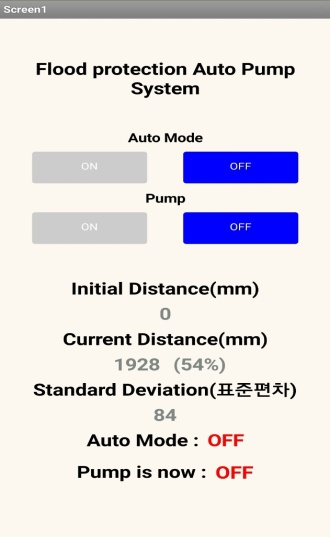 Screen1
Flood protection Auto Pump
System
Auto Mode
ON OFF
Pump
ON OFF
Initial Distance(mm)
0
Current Distance(mm)
1928 (54%)
Standard Deviation(표준편차)
84
Auto Mode : OFF
Pump is now : OFF